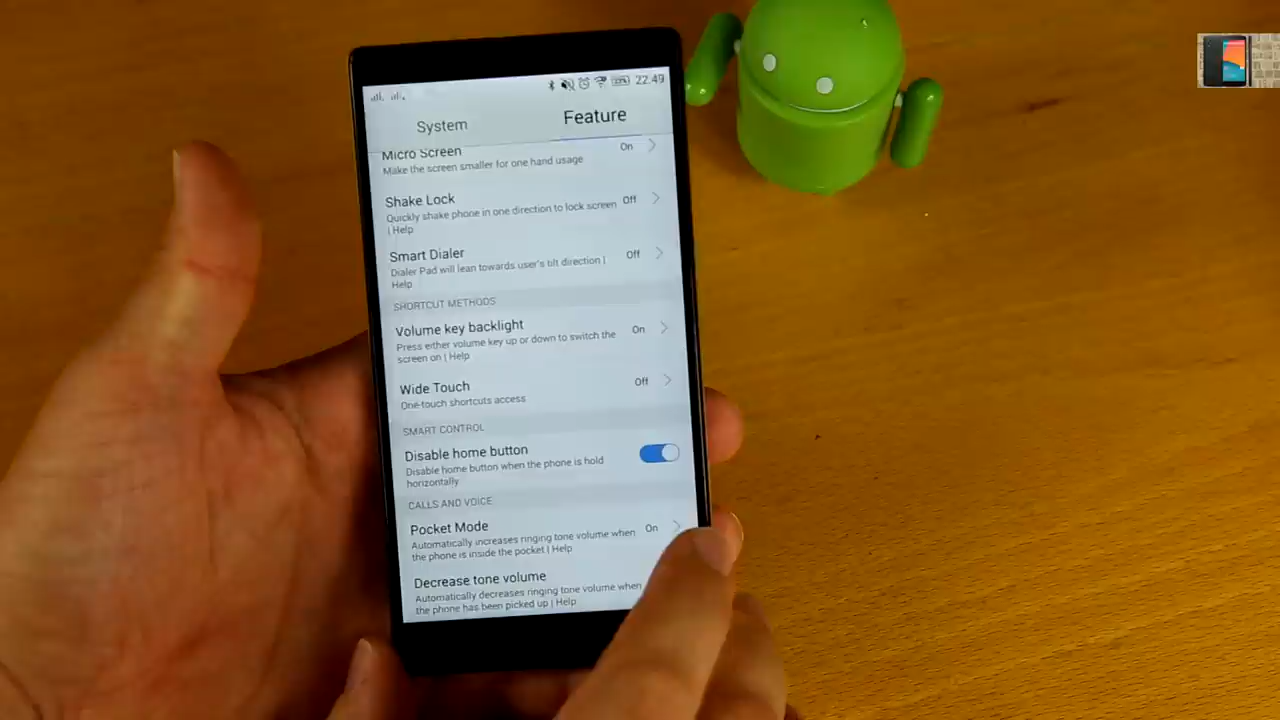 22:49
System
Feature
Micro Screen
On
Make the screen smaller for one hand usage
Shake Lock
Off
Quickly shake phone in one direction to lock screen
| Help
Smart Dialer
Off
Dialer Pad will lean towards user's tilt direction |
Help
SHORTCUT METHODS
Volume key backlight
On
Press either volume key up or down to switch the
screen on | Help
Wide Touch
Off
One-touch shortcuts access
SMART CONTROL
Disable home button
Disable home button when the phone is hold
horizontally
CALLS AND VOICE
Pocket Mode
On
Automatically increases ringing tone volume when
the phone is inside the pocket | Help
Decrease tone volume
Automatically decreases ringing tone volume when
the phone has been picked up | Help